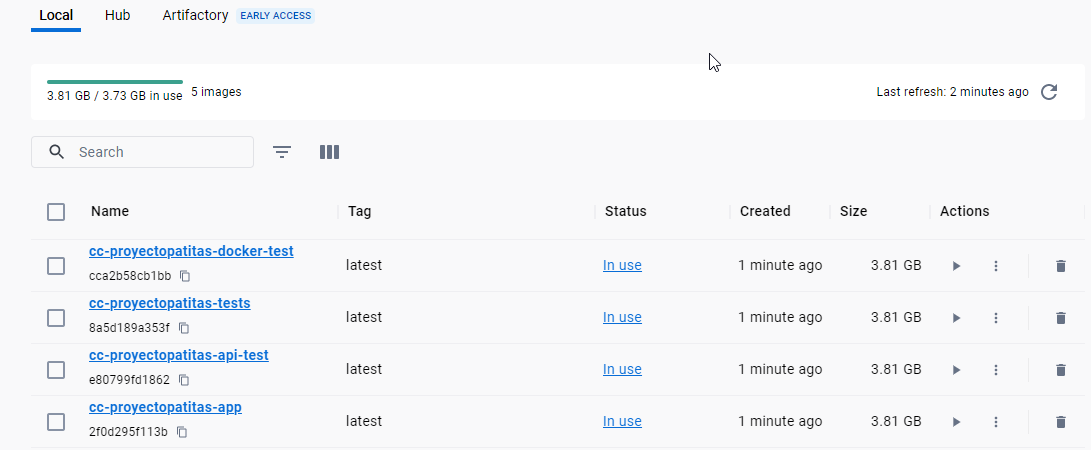 Local Hub Artifactory EARLY ACCESS
3.81 GB / 3.73 GB in use 5 images Last refresh: 2 minutes ago
Search
Name Tag Status Created Size Actions
cc-proyectopatitas-docker-test
cca2b58cb1bb latest In use 1 minute ago 3.81 GB
cc-proyectopatitas-tests
8a5d189a353f latest In use 1 minute ago 3.81 GB
cc-proyectopatitas-api-test
e80799fd1862 latest In use 1 minute ago 3.81 GB
cc-proyectopatitas-app
2f0d295f113b latest In use 1 minute ago 3.81 GB